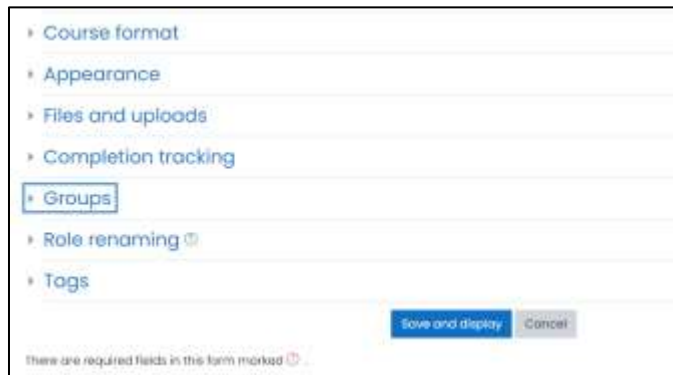 Course format
Appearance
Files and uploads
Completion tracking
Groups
Role renaming
Tags
Save and display Cancel
There are required fields in this form marked .